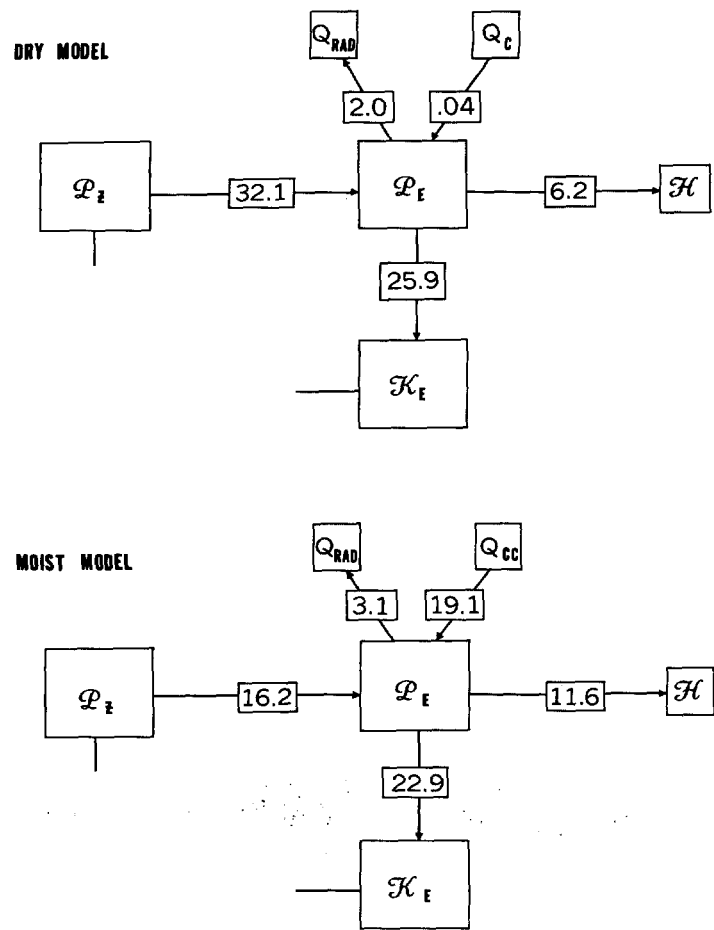 DRY MODEL
Q_RAD
Q_C
2.0
.04
𝒫_Z
32.1
𝒫_E
6.2
ℋ
25.9
𝒦_E
MOIST MODEL
Q_RAD
Q_CC
3.1
19.1
𝒫_Z
16.2
𝒫_E
11.6
ℋ
22.9
𝒦_E